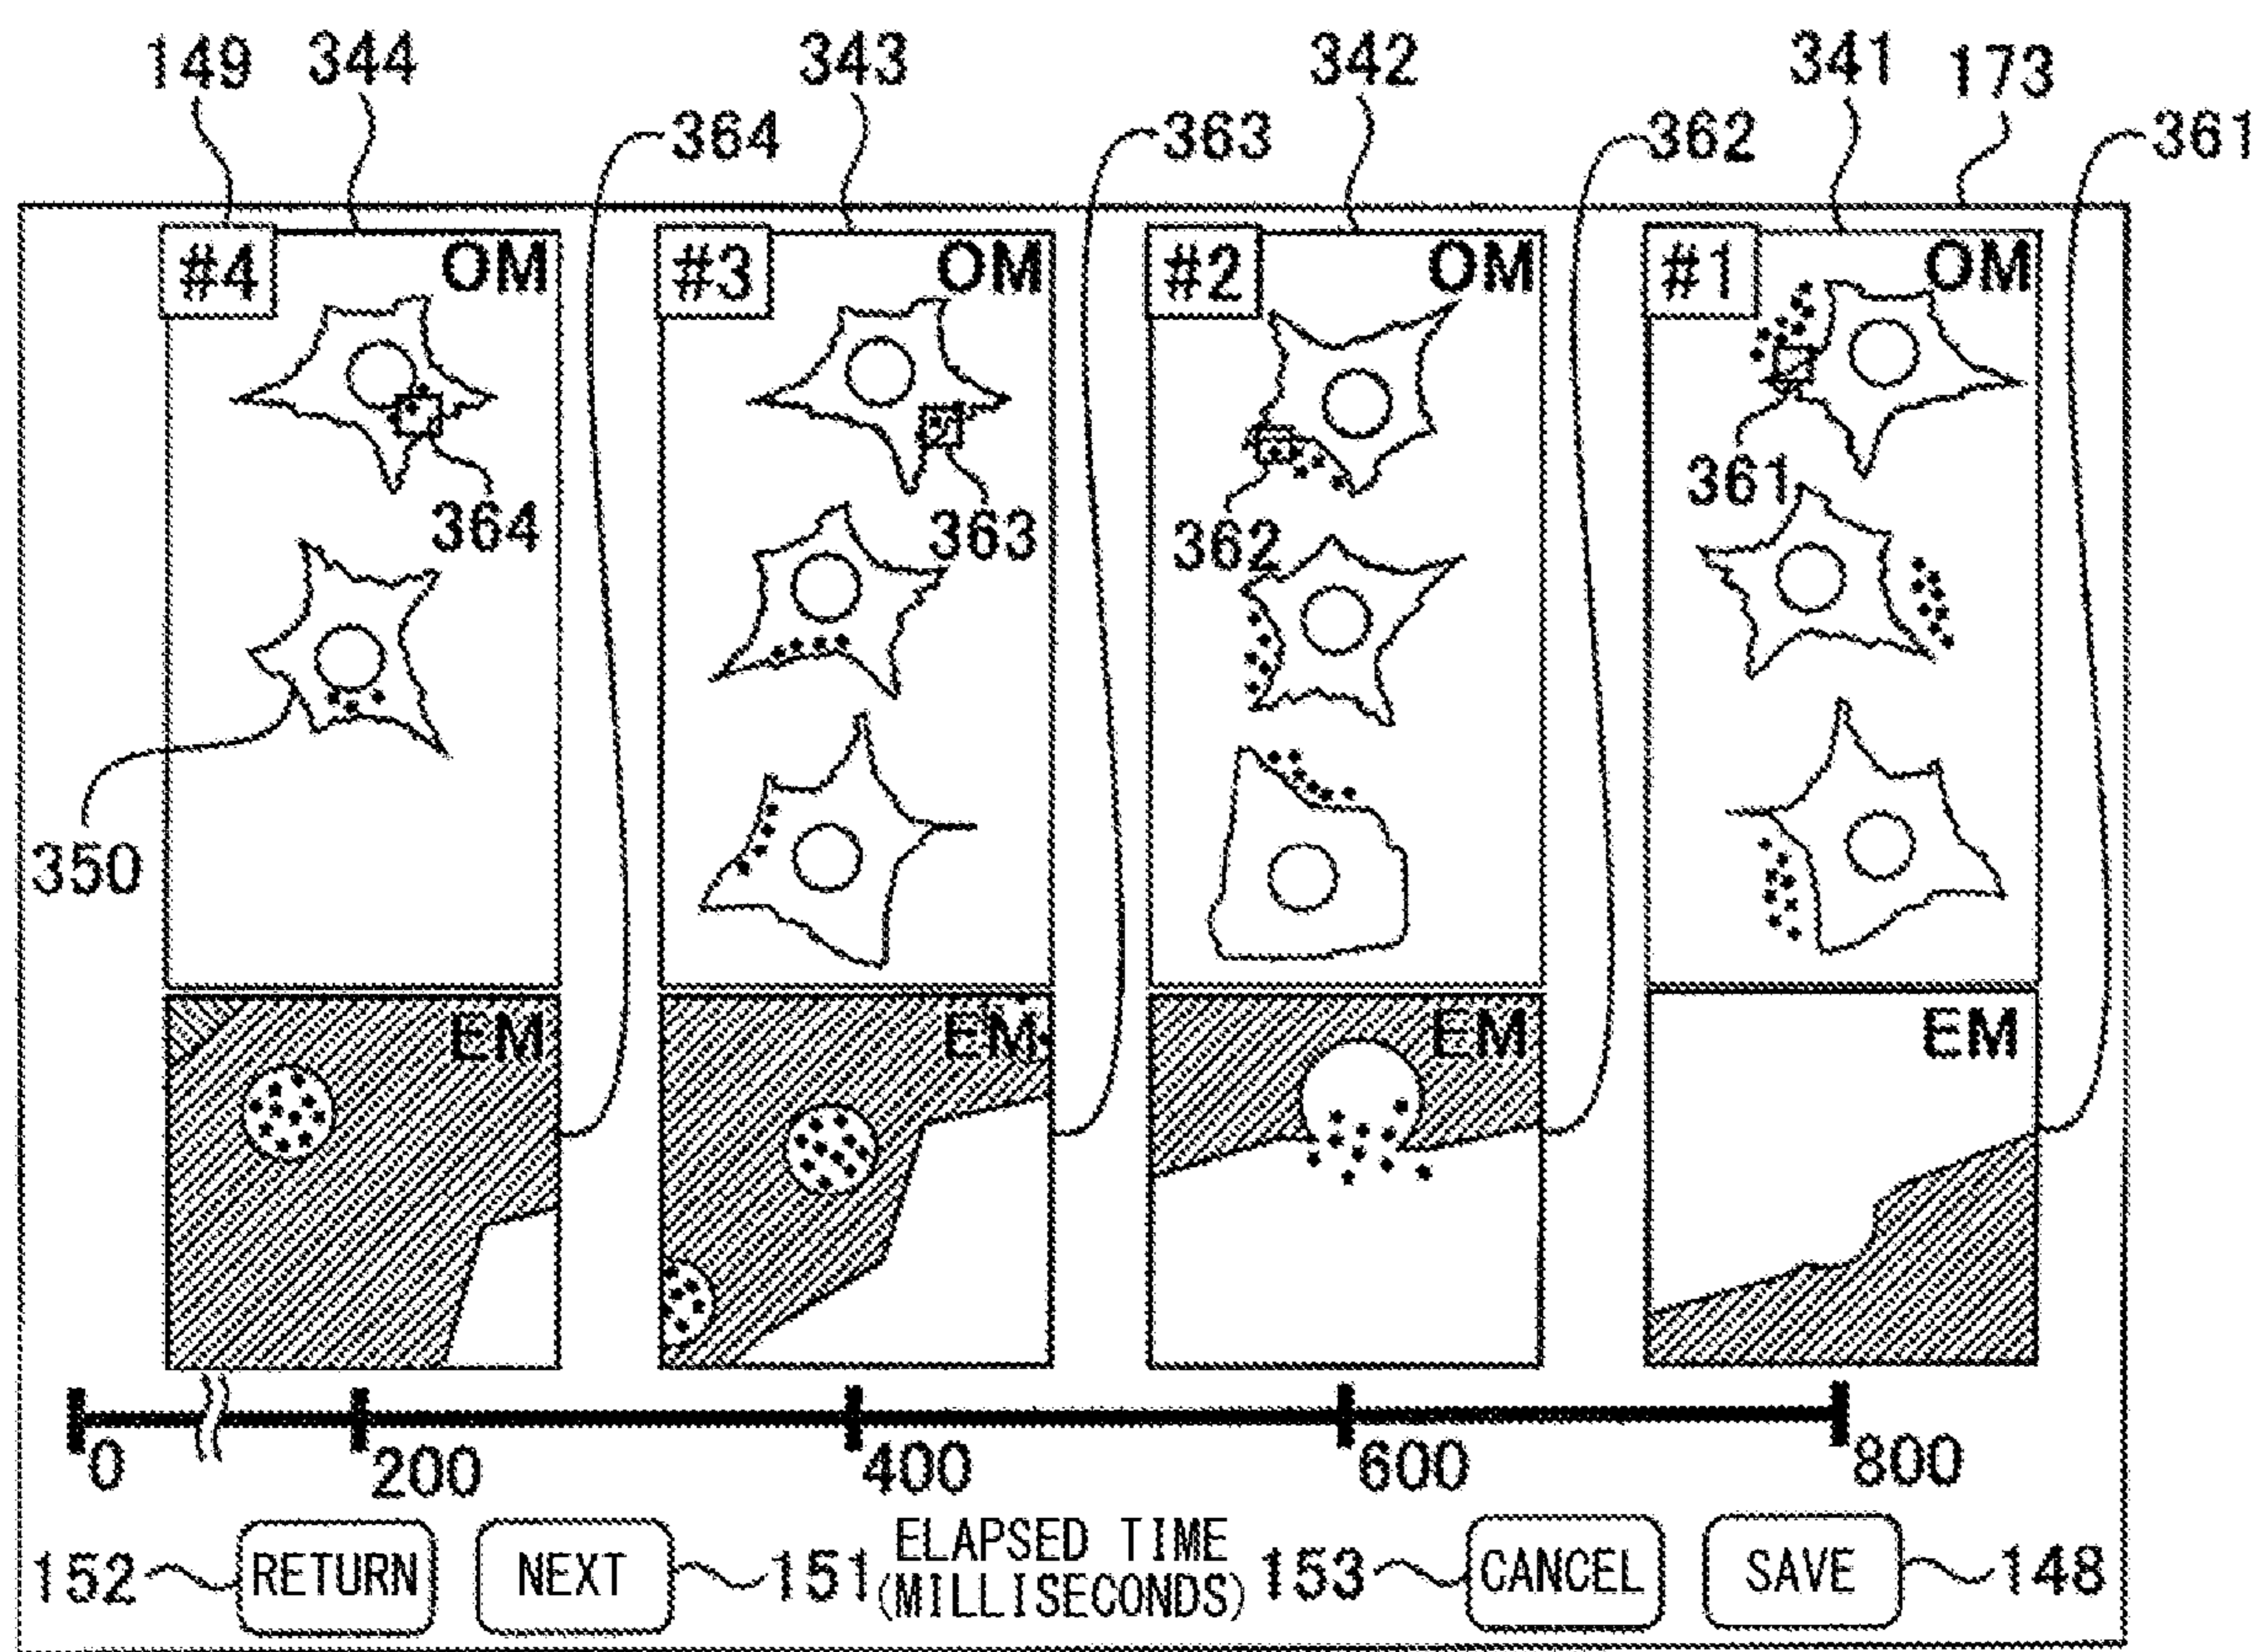 149 344 343 342 341 173
364 363 362 361
#4 OM #3 OM #2 OM #1 OM
364 363 362 361
350
EM EM EM EM
0 200 400 600 800
ELAPSED TIME
(MILLISECONDS)
152 RETURN NEXT 151 153 CANCEL SAVE 148